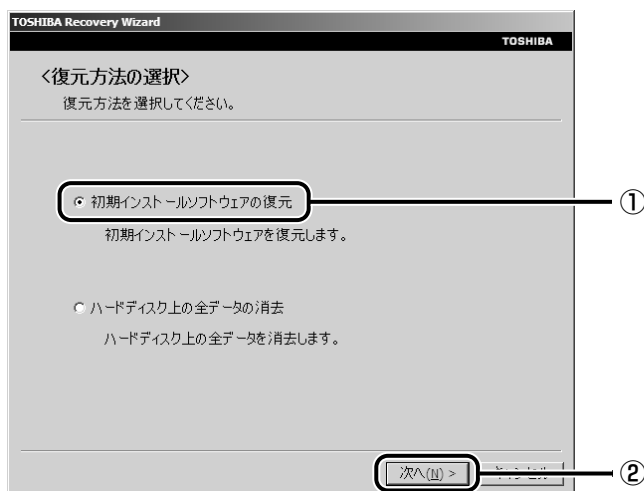 TOSHIBA Recovery Wizard
TOSHIBA
<復元方法の選択>
復元方法を選択してください。
初期インストールソフトウェアの復元
①
初期インストールソフトウェアを復元します。
ハードディスク上の全データの消去
ハードディスク上の全データを消去します。
次へ(N) >
キャンセル
②